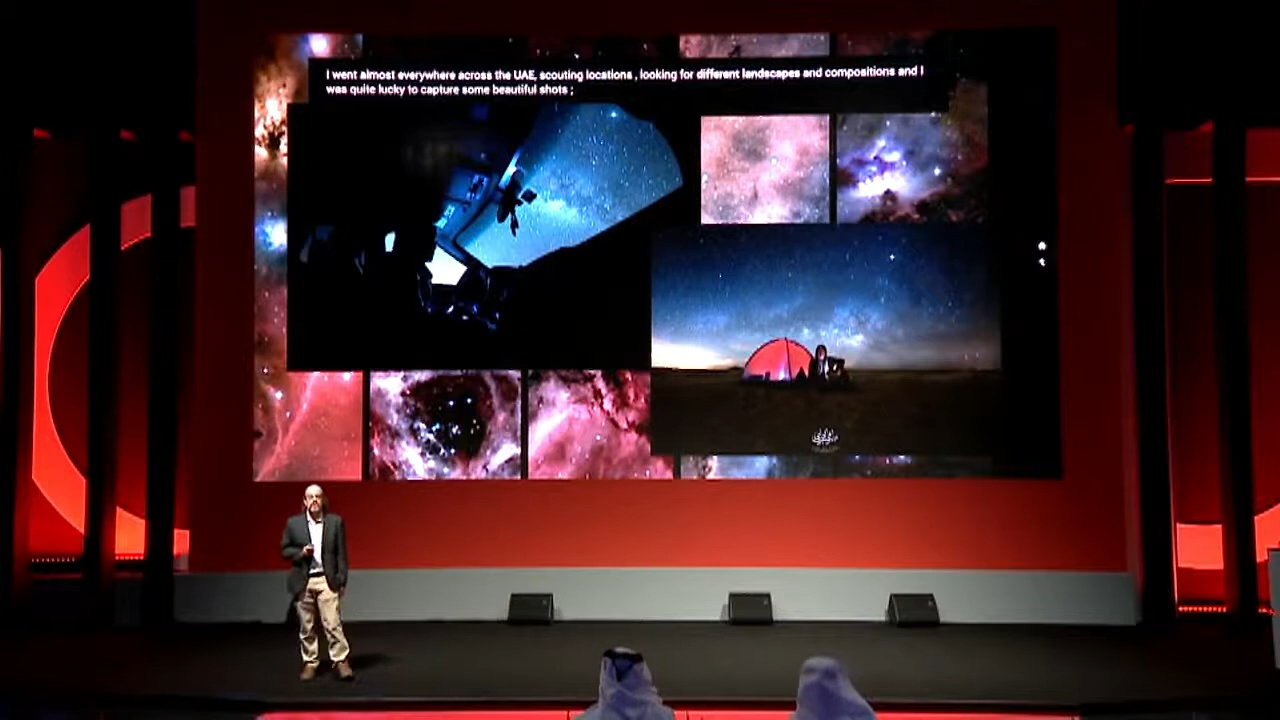 I went almost everywhere across the UAE, scouting locations , looking for different landscapes and compositions and I
was quite lucky to capture some beautiful shots ;